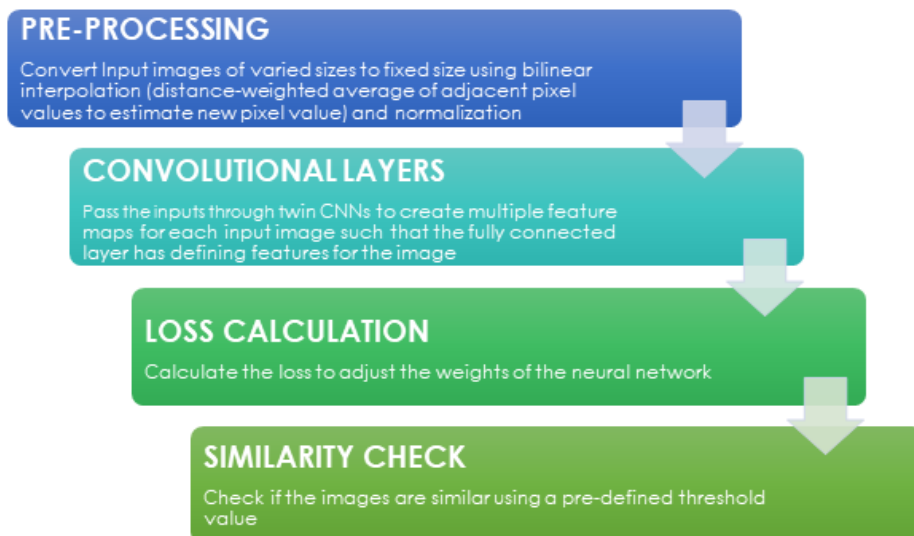 PRE-PROCESSING
Convert Input images of varied sizes to fixed size using bilinear
interpolation (distance-weighted average of adjacent pixel
values to estimate new pixel value) and normalization
CONVOLUTIONAL LAYERS
Pass the inputs through twin CNNs to create multiple feature
maps for each input image such that the fully connected
layer has defining features for the image
LOSS CALCULATION
Calculate the loss to adjust the weights of the neural network
SIMILARITY CHECK
Check if the images are similar using a pre-defined threshold
value